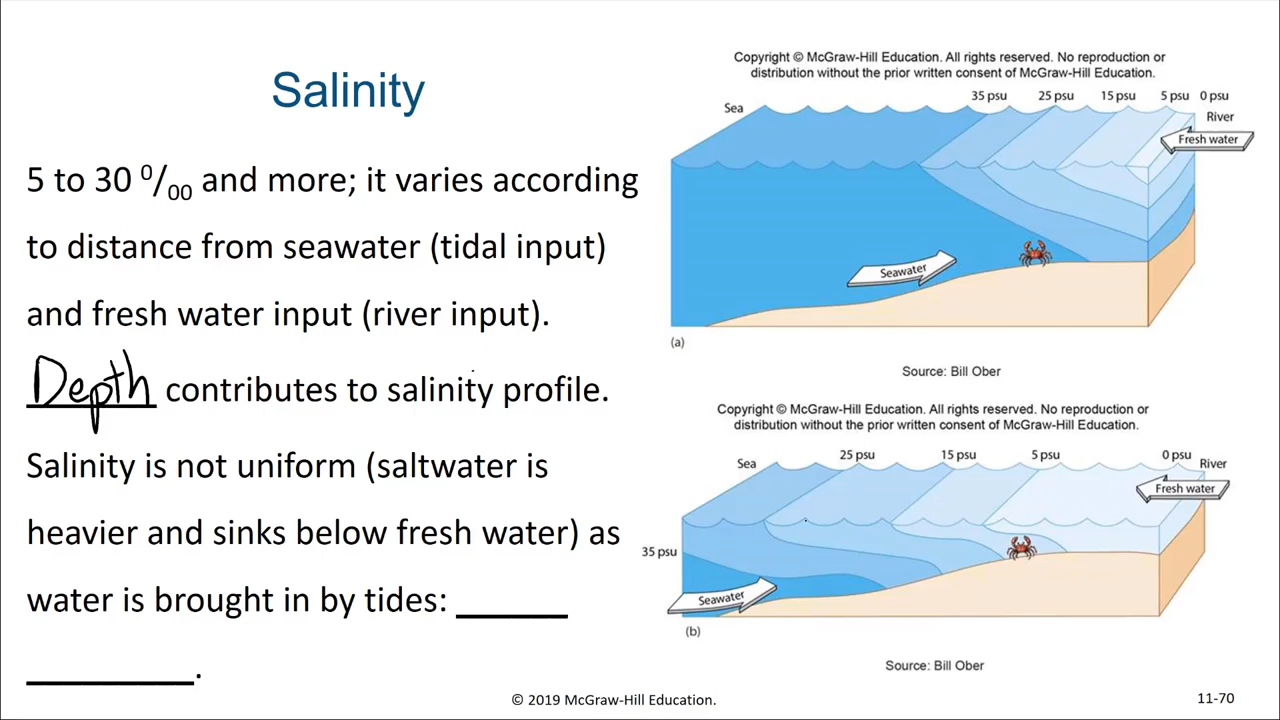 Salinity
5 to 30 ⁰/₀₀ and more; it varies according
to distance from seawater (tidal input)
and fresh water input (river input).
Depth contributes to salinity profile.
Salinity is not uniform (saltwater is
heavier and sinks below fresh water) as
water is brought in by tides: ______
_________.
Copyright © McGraw-Hill Education. All rights reserved. No reproduction or
distribution without the prior written consent of McGraw-Hill Education.
Sea 35 psu 25 psu 15 psu 5 psu 0 psu
River
Fresh water
Seawater
(a)
Source: Bill Ober
Copyright © McGraw-Hill Education. All rights reserved. No reproduction or
distribution without the prior written consent of McGraw-Hill Education.
Sea 25 psu 15 psu 5 psu 0 psu River
Fresh water
35 psu
Seawater
(b)
Source: Bill Ober
© 2019 McGraw-Hill Education.
11-70